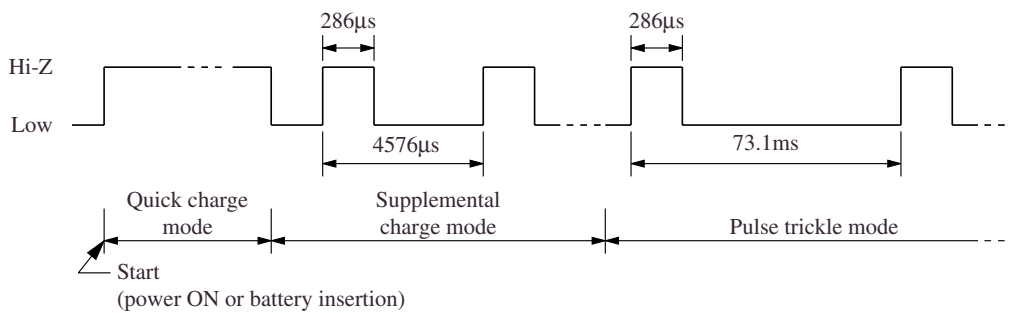 286μs
286μs
Hi-Z
Low
4576μs
73.1ms
Quick charge
mode
Supplemental
charge mode
Pulse trickle mode
Start
(power ON or battery insertion)